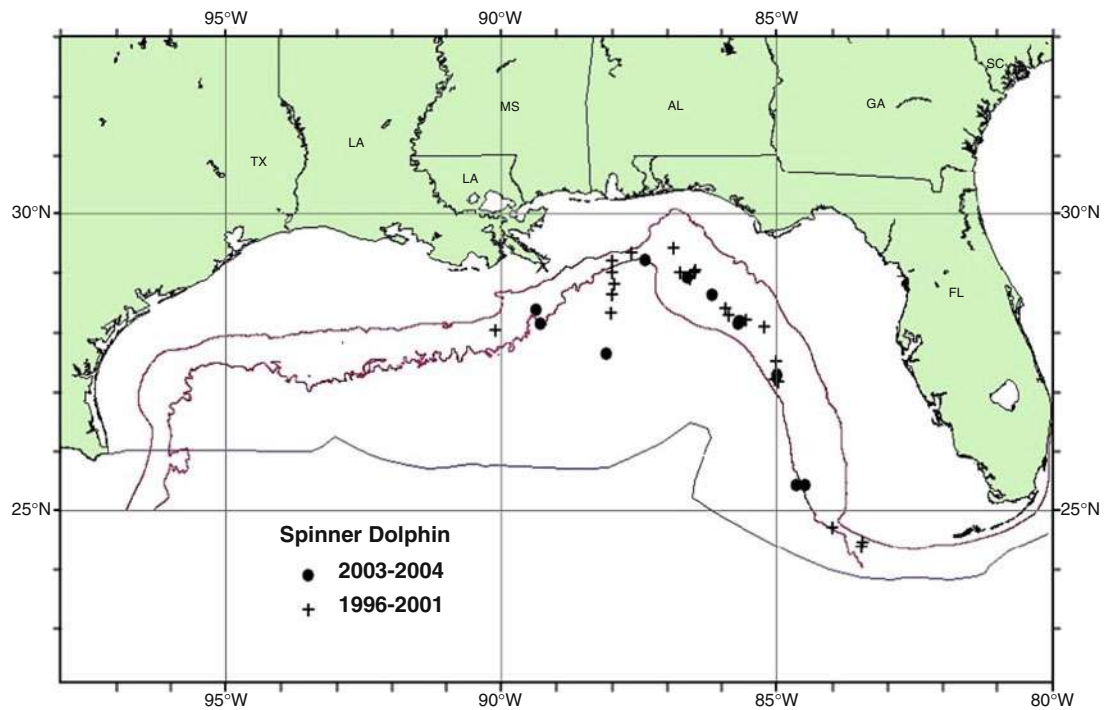 95°W 90°W 85°W
SC
MS AL GA
LA
TX
LA
30°N 30°N
FL
25°N 25°N
Spinner Dolphin
2003-2004
1996-2001
95°W 90°W 85°W 80°W